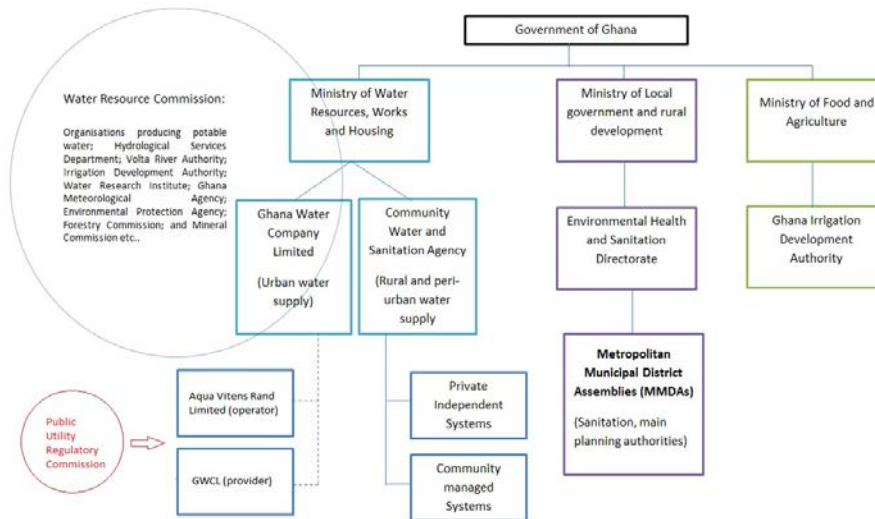 Government of Ghana
Water Resource Commission:
Organisations producing potable
water; Hydrological Services
Department; Volta River Authority;
Irrigation Development Authority;
Water Research Institute; Ghana
Meteorological Agency;
Environmental Protection Agency;
Forestry Commission; and Mineral
Commission etc..
Ministry of Water
Resources, Works
and Housing
Ministry of Local
government and rural
development
Ministry of Food and
Agriculture
Ghana Water
Company
Limited
(Urban water
supply)
Community
Water and
Sanitation Agency
(Rural and peri-
urban water
supply
Environmental Health
and Sanitation
Directorate
Ghana Irrigation
Development
Authority
Metropolitan
Municipal District
Assemblies (MMDAs)
(Sanitation, main
planning authorities)
Public
Utility
Regulatory
Commission
Aqua Vitens Rand
Limited (operator)
GWCL (provider)
Private
Independent
Systems
Community
managed
Systems